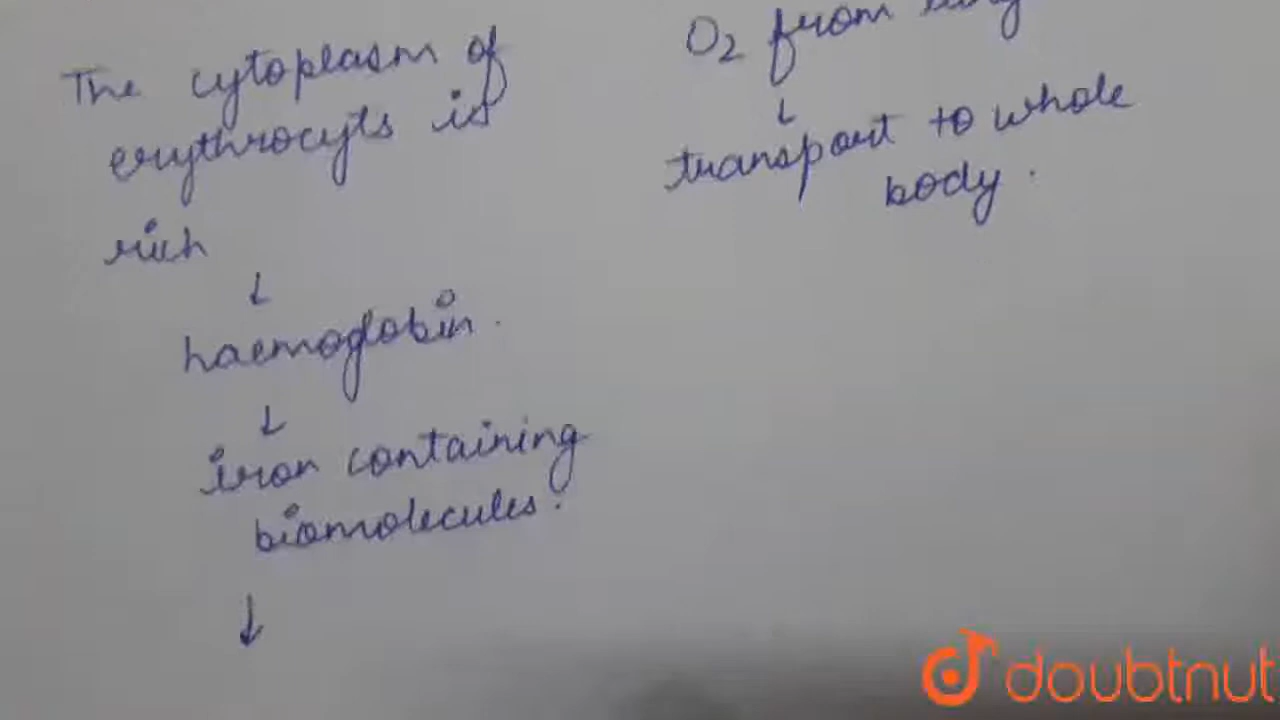 The cytoplasm of
erythrocyts is
rich
↓
haemoglobin.
↓
iron containing
biomolecules.
↓
O2 from
↓
transport to whole
body.
doubtnut